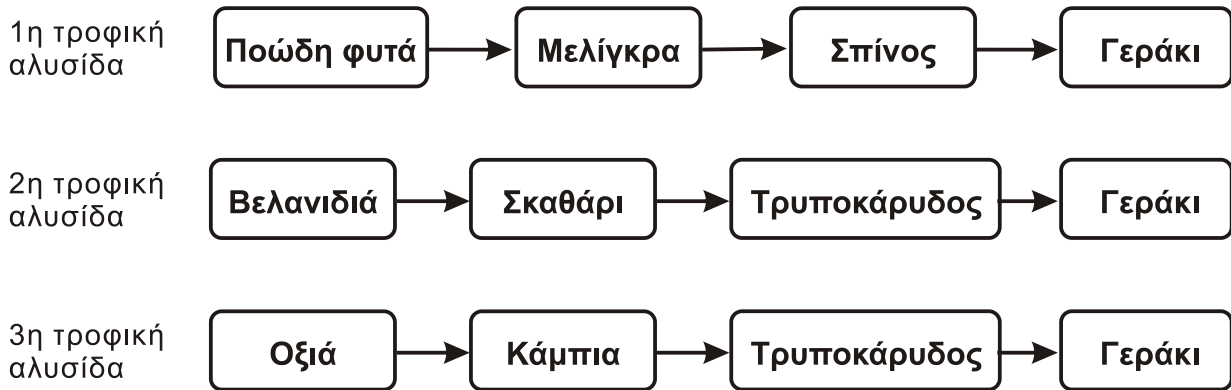 1η τροφική
αλυσίδα
Ποώδη φυτά
Μελίγκρα
Σπίνος
Γεράκι
2η τροφική
αλυσίδα
Βελανιδιά
Σκαθάρι
Τρυποκάρυδος
Γεράκι
3η τροφική
αλυσίδα
Οξιά
Κάμπια
Τρυποκάρυδος
Γεράκι